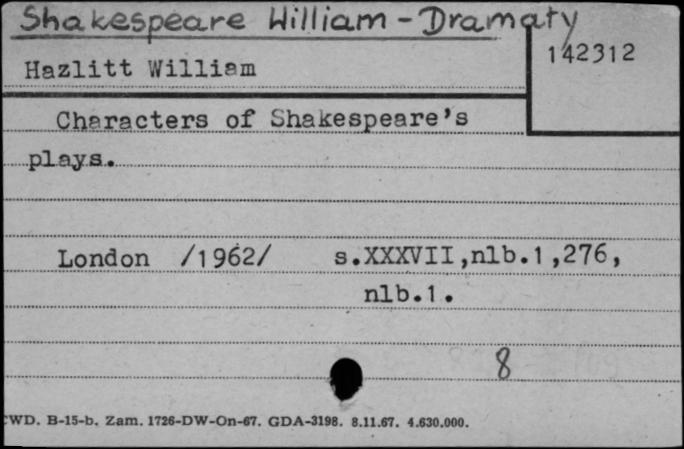 Shakespeare William - Dramaty
142312
Hazlitt William
Characters of Shakespeare's
plays.
London /1962/ s.XXXVII,nlb.1,276,
nlb.1.
8
WD. B-15-b. Zam. 1726-DW-On-67. GDA-3198. 8.11.67. 4.630.000.